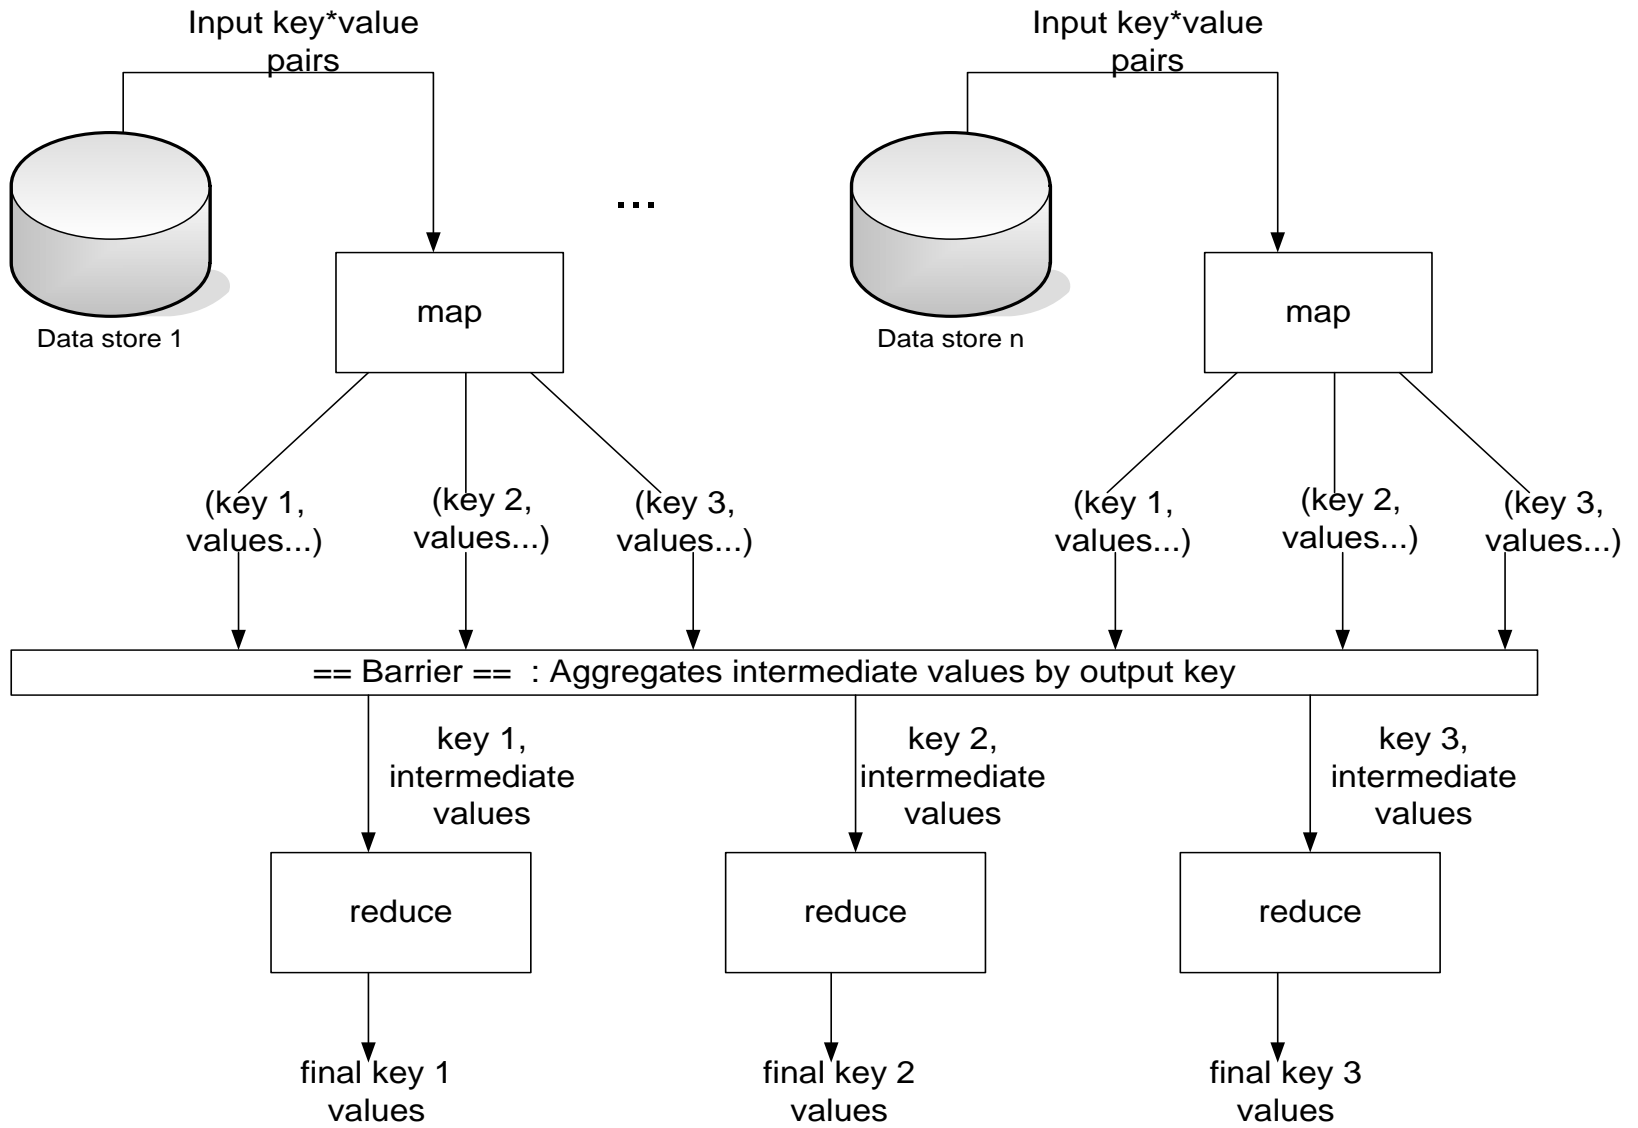 Input key*value
pairs
Input key*value
pairs
...
Data store 1
map
Data store n
map
(key 1,
values...)
(key 2,
values...)
(key 3,
values...)
(key 1,
values...)
(key 2,
values...)
(key 3,
values...)
== Barrier == : Aggregates intermediate values by output key
key 1,
intermediate
values
key 2,
intermediate
values
key 3,
intermediate
values
reduce
reduce
reduce
final key 1
values
final key 2
values
final key 3
values